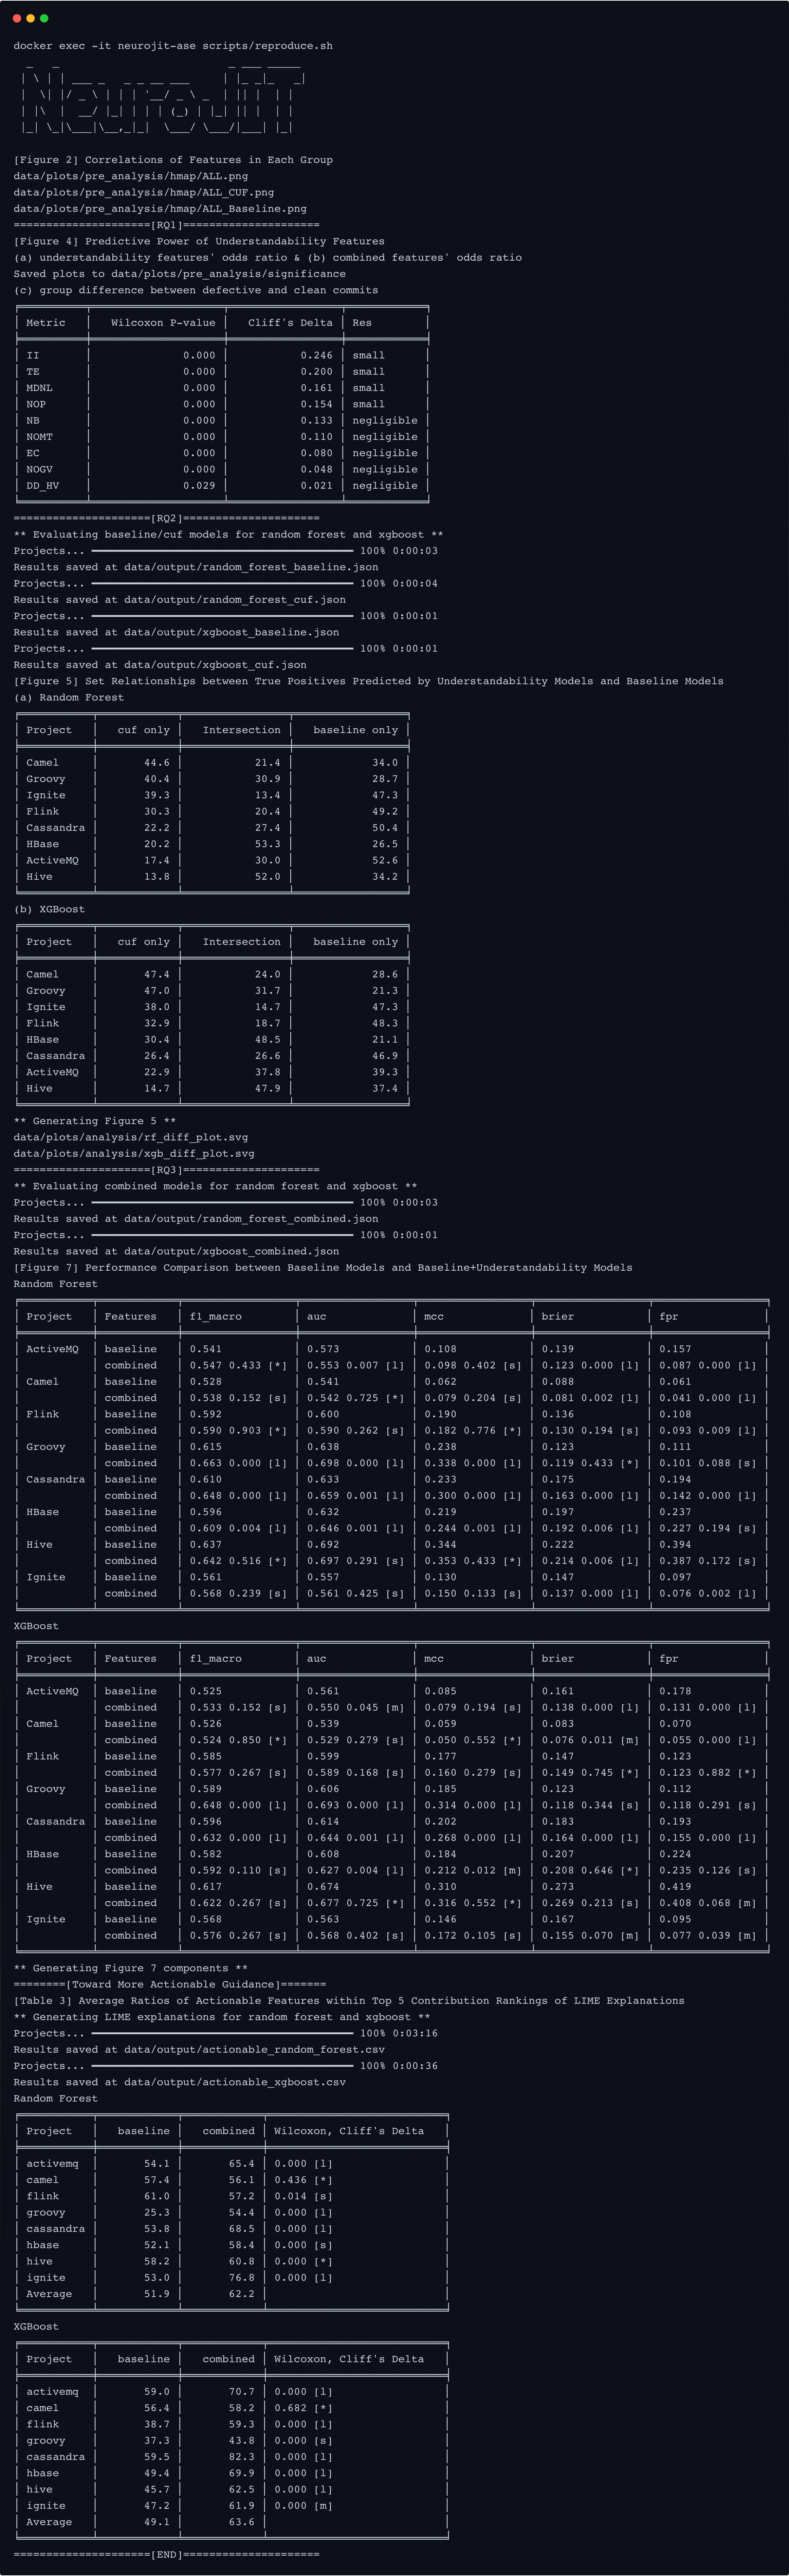 docker exec -it neurojit-ase scripts/reproduce.sh
NeuroJIT
[Figure 2] Correlations of Features in Each Group
data/plots/pre_analysis/hmap/ALL.png
data/plots/pre_analysis/hmap/ALL_CUF.png
data/plots/pre_analysis/hmap/ALL_Baseline.png
=====================[RQ1]=====================
[Figure 4] Predictive Power of Understandability Features
(a) understandability features' odds ratio & (b) combined features' odds ratio
Saved plots to data/plots/pre_analysis/significance
(c) group difference between defective and clean commits
Metric Wilcoxon P-value Cliff's Delta Res
II 0.000 0.246 small
TE 0.000 0.200 small
MDNL 0.000 0.161 small
NOP 0.000 0.154 small
NB 0.000 0.133 negligible
NOMT 0.000 0.110 negligible
EC 0.000 0.080 negligible
NOGV 0.000 0.048 negligible
DD_HV 0.029 0.021 negligible
=====================[RQ2]=====================
** Evaluating baseline/cuf models for random forest and xgboost **
Projects... 100% 0:00:03
Results saved at data/output/random_forest_baseline.json
Projects... 100% 0:00:04
Results saved at data/output/random_forest_cuf.json
Projects... 100% 0:00:01
Results saved at data/output/xgboost_baseline.json
Projects... 100% 0:00:01
Results saved at data/output/xgboost_cuf.json
[Figure 5] Set Relationships between True Positives Predicted by Understandability Models and Baseline Models
(a) Random Forest
Project cuf only Intersection baseline only
Camel 44.6 21.4 34.0
Groovy 40.4 30.9 28.7
Ignite 39.3 13.4 47.3
Flink 30.3 20.4 49.2
Cassandra 22.2 27.4 50.4
HBase 20.2 53.3 26.5
ActiveMQ 17.4 30.0 52.6
Hive 13.8 52.0 34.2
(b) XGBoost
Project cuf only Intersection baseline only
Camel 47.4 24.0 28.6
Groovy 47.0 31.7 21.3
Ignite 38.0 14.7 47.3
Flink 32.9 18.7 48.3
HBase 30.4 48.5 21.1
Cassandra 26.4 26.6 46.9
ActiveMQ 22.9 37.8 39.3
Hive 14.7 47.9 37.4
** Generating Figure 5 **
data/plots/analysis/rf_diff_plot.svg
data/plots/analysis/xgb_diff_plot.svg
=====================[RQ3]=====================
** Evaluating combined models for random forest and xgboost **
Projects... 100% 0:00:03
Results saved at data/output/random_forest_combined.json
Projects... 100% 0:00:01
Results saved at data/output/xgboost_combined.json
[Figure 7] Performance Comparison between Baseline Models and Baseline+Understandability Models
Random Forest
Project Features f1_macro auc mcc brier fpr
ActiveMQ baseline 0.541 0.573 0.108 0.139 0.157
combined 0.547 0.433 [*] 0.553 0.007 [l] 0.098 0.402 [s] 0.123 0.000 [l] 0.087 0.000 [l]
Camel baseline 0.528 0.541 0.062 0.088 0.061
combined 0.538 0.152 [s] 0.542 0.725 [*] 0.079 0.204 [s] 0.081 0.002 [l] 0.041 0.000 [l]
Flink baseline 0.592 0.600 0.190 0.136 0.108
combined 0.590 0.903 [*] 0.590 0.262 [s] 0.182 0.776 [*] 0.130 0.194 [s] 0.093 0.009 [l]
Groovy baseline 0.615 0.638 0.238 0.123 0.111
combined 0.663 0.000 [l] 0.698 0.000 [l] 0.338 0.000 [l] 0.119 0.433 [*] 0.101 0.088 [s]
Cassandra baseline 0.610 0.633 0.233 0.175 0.194
combined 0.648 0.000 [l] 0.659 0.001 [l] 0.300 0.000 [l] 0.163 0.000 [l] 0.142 0.000 [l]
HBase baseline 0.596 0.632 0.219 0.197 0.237
combined 0.609 0.004 [l] 0.646 0.001 [l] 0.244 0.001 [l] 0.192 0.006 [l] 0.227 0.194 [s]
Hive baseline 0.637 0.692 0.344 0.222 0.394
combined 0.642 0.516 [*] 0.697 0.291 [s] 0.353 0.433 [*] 0.214 0.006 [l] 0.387 0.172 [s]
Ignite baseline 0.561 0.557 0.130 0.147 0.097
combined 0.568 0.239 [s] 0.561 0.425 [s] 0.150 0.133 [s] 0.137 0.000 [l] 0.076 0.002 [l]
XGBoost
Project Features f1_macro auc mcc brier fpr
ActiveMQ baseline 0.525 0.561 0.085 0.161 0.178
combined 0.533 0.152 [s] 0.550 0.045 [m] 0.079 0.194 [s] 0.138 0.000 [l] 0.131 0.000 [l]
Camel baseline 0.526 0.539 0.059 0.083 0.070
combined 0.524 0.850 [*] 0.529 0.279 [s] 0.050 0.552 [*] 0.076 0.011 [m] 0.055 0.000 [l]
Flink baseline 0.585 0.599 0.177 0.147 0.123
combined 0.577 0.267 [s] 0.589 0.168 [s] 0.160 0.279 [s] 0.149 0.745 [*] 0.123 0.882 [*]
Groovy baseline 0.589 0.606 0.185 0.123 0.112
combined 0.648 0.000 [l] 0.693 0.000 [l] 0.314 0.000 [l] 0.118 0.344 [s] 0.118 0.291 [s]
Cassandra baseline 0.596 0.614 0.202 0.183 0.193
combined 0.632 0.000 [l] 0.644 0.001 [l] 0.268 0.000 [l] 0.164 0.000 [l] 0.155 0.000 [l]
HBase baseline 0.582 0.608 0.184 0.207 0.224
combined 0.592 0.110 [s] 0.627 0.004 [l] 0.212 0.012 [m] 0.208 0.646 [*] 0.235 0.126 [s]
Hive baseline 0.617 0.674 0.310 0.273 0.419
combined 0.622 0.267 [s] 0.677 0.725 [*] 0.316 0.552 [*] 0.269 0.213 [s] 0.408 0.068 [m]
Ignite baseline 0.568 0.563 0.146 0.167 0.095
combined 0.576 0.267 [s] 0.568 0.402 [s] 0.172 0.105 [s] 0.155 0.070 [m] 0.077 0.039 [m]
** Generating Figure 7 components **
========[Toward More Actionable Guidance]=======
[Table 3] Average Ratios of Actionable Features within Top 5 Contribution Rankings of LIME Explanations
** Generating LIME explanations for random forest and xgboost **
Projects... 100% 0:03:16
Results saved at data/output/actionable_random_forest.csv
Projects... 100% 0:00:36
Results saved at data/output/actionable_xgboost.csv
Random Forest
Project baseline combined Wilcoxon, Cliff's Delta
activemq 54.1 65.4 0.000 [l]
camel 57.4 56.1 0.436 [*]
flink 61.0 57.2 0.014 [s]
groovy 25.3 54.4 0.000 [l]
cassandra 53.8 68.5 0.000 [l]
hbase 52.1 58.4 0.000 [s]
hive 58.2 60.8 0.000 [*]
ignite 53.0 76.8 0.000 [l]
Average 51.9 62.2
XGBoost
Project baseline combined Wilcoxon, Cliff's Delta
activemq 59.0 70.7 0.000 [l]
camel 56.4 58.2 0.682 [*]
flink 38.7 59.3 0.000 [l]
groovy 37.3 43.8 0.000 [s]
cassandra 59.5 82.3 0.000 [l]
hbase 49.4 69.9 0.000 [l]
hive 45.7 62.5 0.000 [l]
ignite 47.2 61.9 0.000 [m]
Average 49.1 63.6
=====================[END]=====================